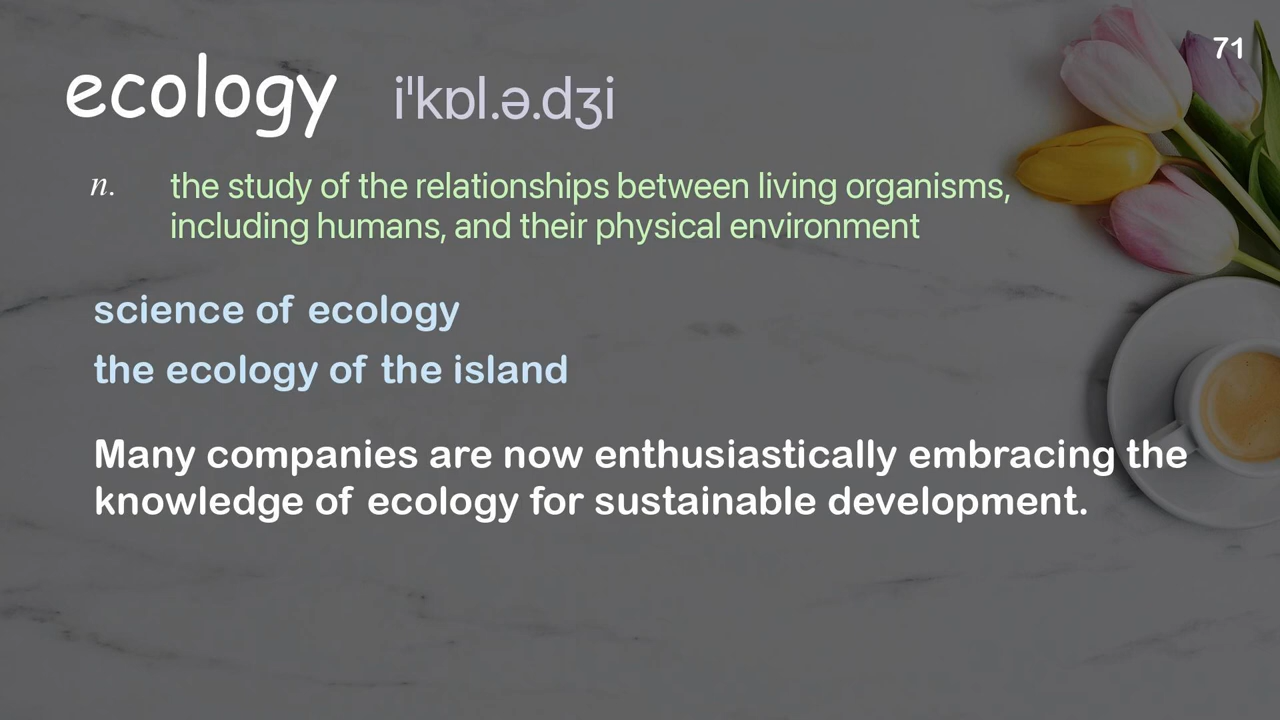 71
ecology iˈkɒl.ə.dʒi
n. the study of the relationships between living organisms,
including humans, and their physical environment
science of ecology
the ecology of the island
Many companies are now enthusiastically embracing the
knowledge of ecology for sustainable development.